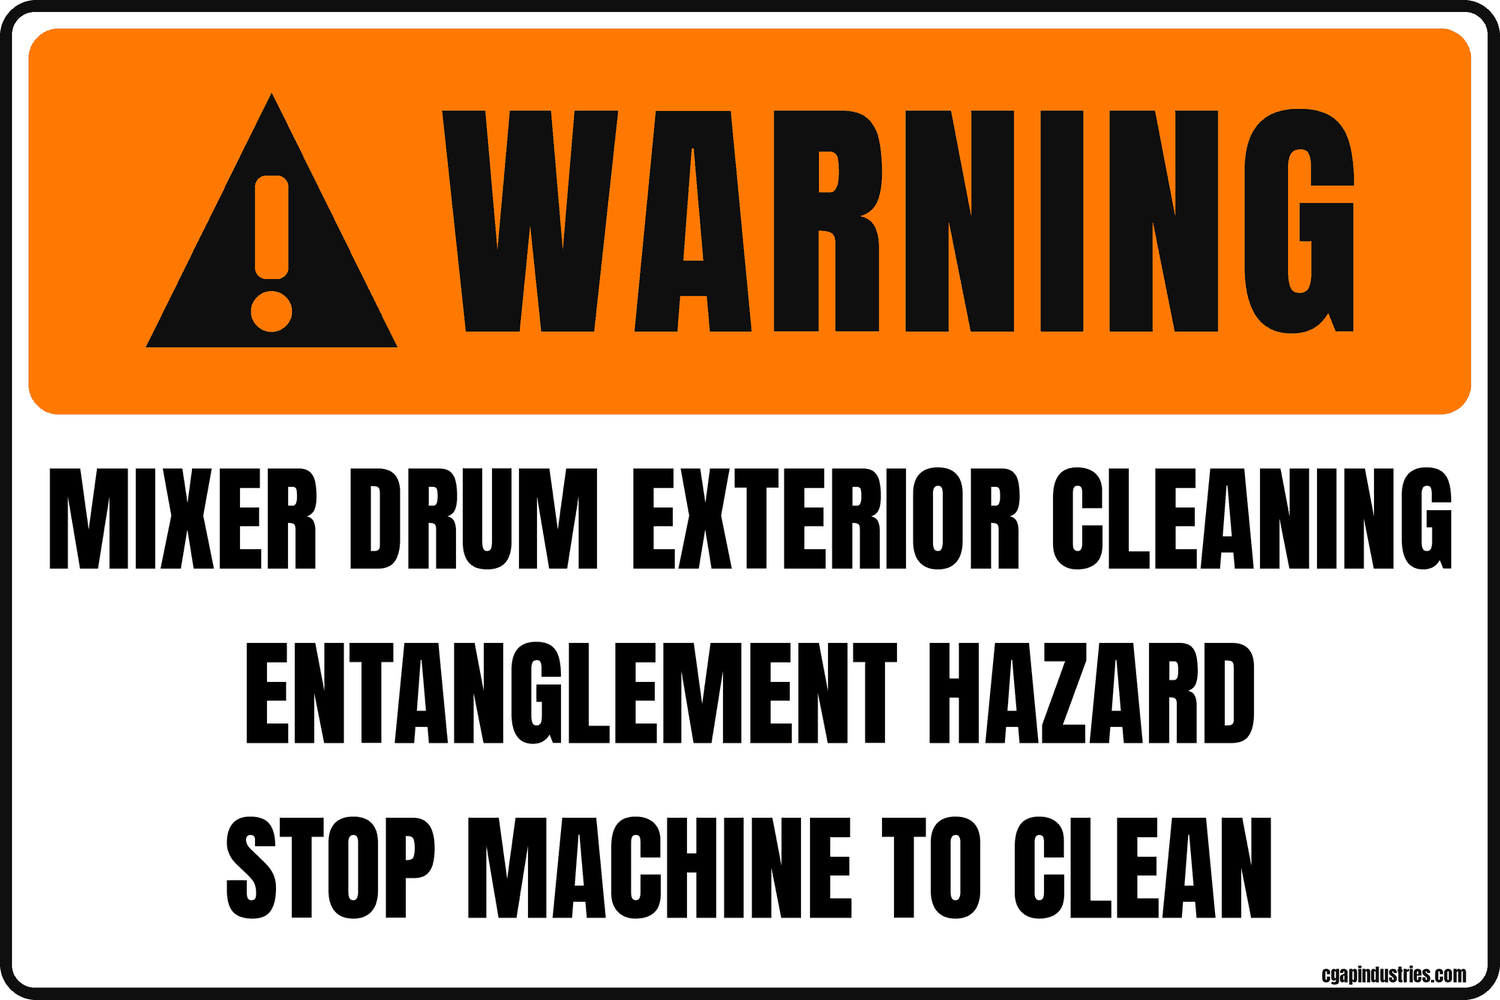 WARNING
MIXER DRUM EXTERIOR CLEANING
ENTANGLEMENT HAZARD
STOP MACHINE TO CLEAN
cgapindustries.com